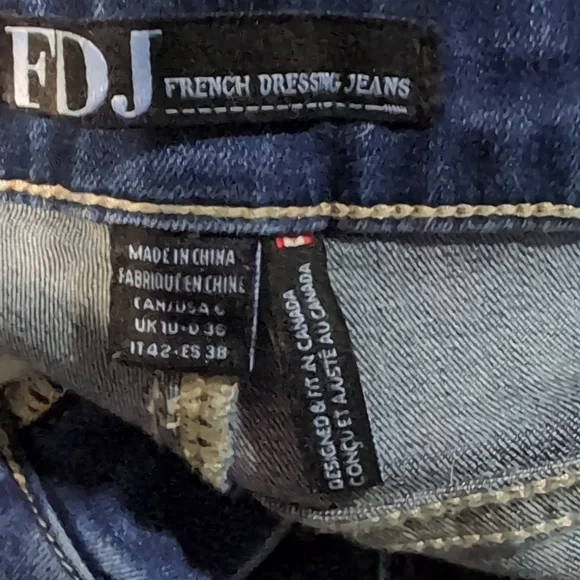 FDJ FRENCH DRESSING JEANS
MADE IN CHINA
FABRIQUÉ EN CHINE
CAN/USA 6
UK 10 · D 36
IT 42 · ES 38
DESIGNED & FIT IN CANADA
CONÇU ET AJUSTÉ AU CANADA